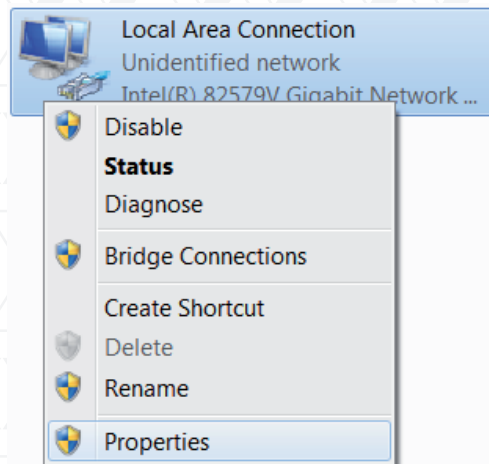 Local Area Connection
Unidentified network
Intel(R) 82579V Gigabit Network ...
Disable
Status
Diagnose
Bridge Connections
Create Shortcut
Delete
Rename
Properties